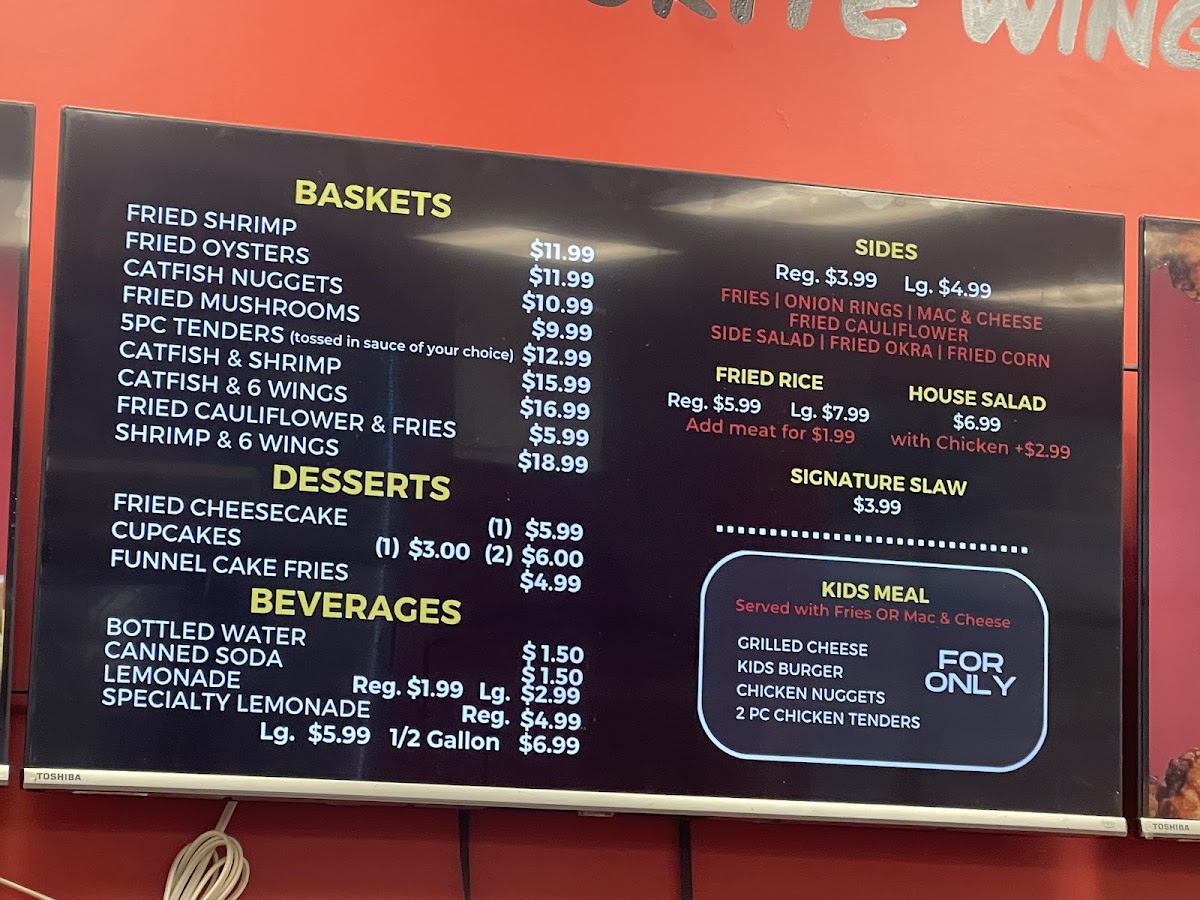 ORITE WING
BASKETS
FRIED SHRIMP $11.99
FRIED OYSTERS $11.99
CATFISH NUGGETS $10.99
FRIED MUSHROOMS $9.99
5PC TENDERS (tossed in sauce of your choice) $12.99
CATFISH & SHRIMP $15.99
CATFISH & 6 WINGS $16.99
FRIED CAULIFLOWER & FRIES $5.99
SHRIMP & 6 WINGS $18.99
DESSERTS
FRIED CHEESECAKE (1) $5.99
CUPCAKES (1) $3.00 (2) $6.00
FUNNEL CAKE FRIES $4.99
BEVERAGES
BOTTLED WATER $1.50
CANNED SODA $1.50
LEMONADE Reg. $1.99 Lg. $2.99
SPECIALTY LEMONADE Reg. $4.99
Lg. $5.99 1/2 Gallon $6.99
SIDES
Reg. $3.99 Lg. $4.99
FRIES | ONION RINGS | MAC & CHEESE
FRIED CAULIFLOWER
SIDE SALAD | FRIED OKRA | FRIED CORN
FRIED RICE
Reg. $5.99 Lg. $7.99
Add meat for $1.99
HOUSE SALAD
$6.99
with Chicken +$2.99
SIGNATURE SLAW
$3.99
KIDS MEAL
Served with Fries OR Mac & Cheese
GRILLED CHEESE
KIDS BURGER
CHICKEN NUGGETS
2 PC CHICKEN TENDERS
FOR
ONLY
TOSHIBA
TOSHIBA